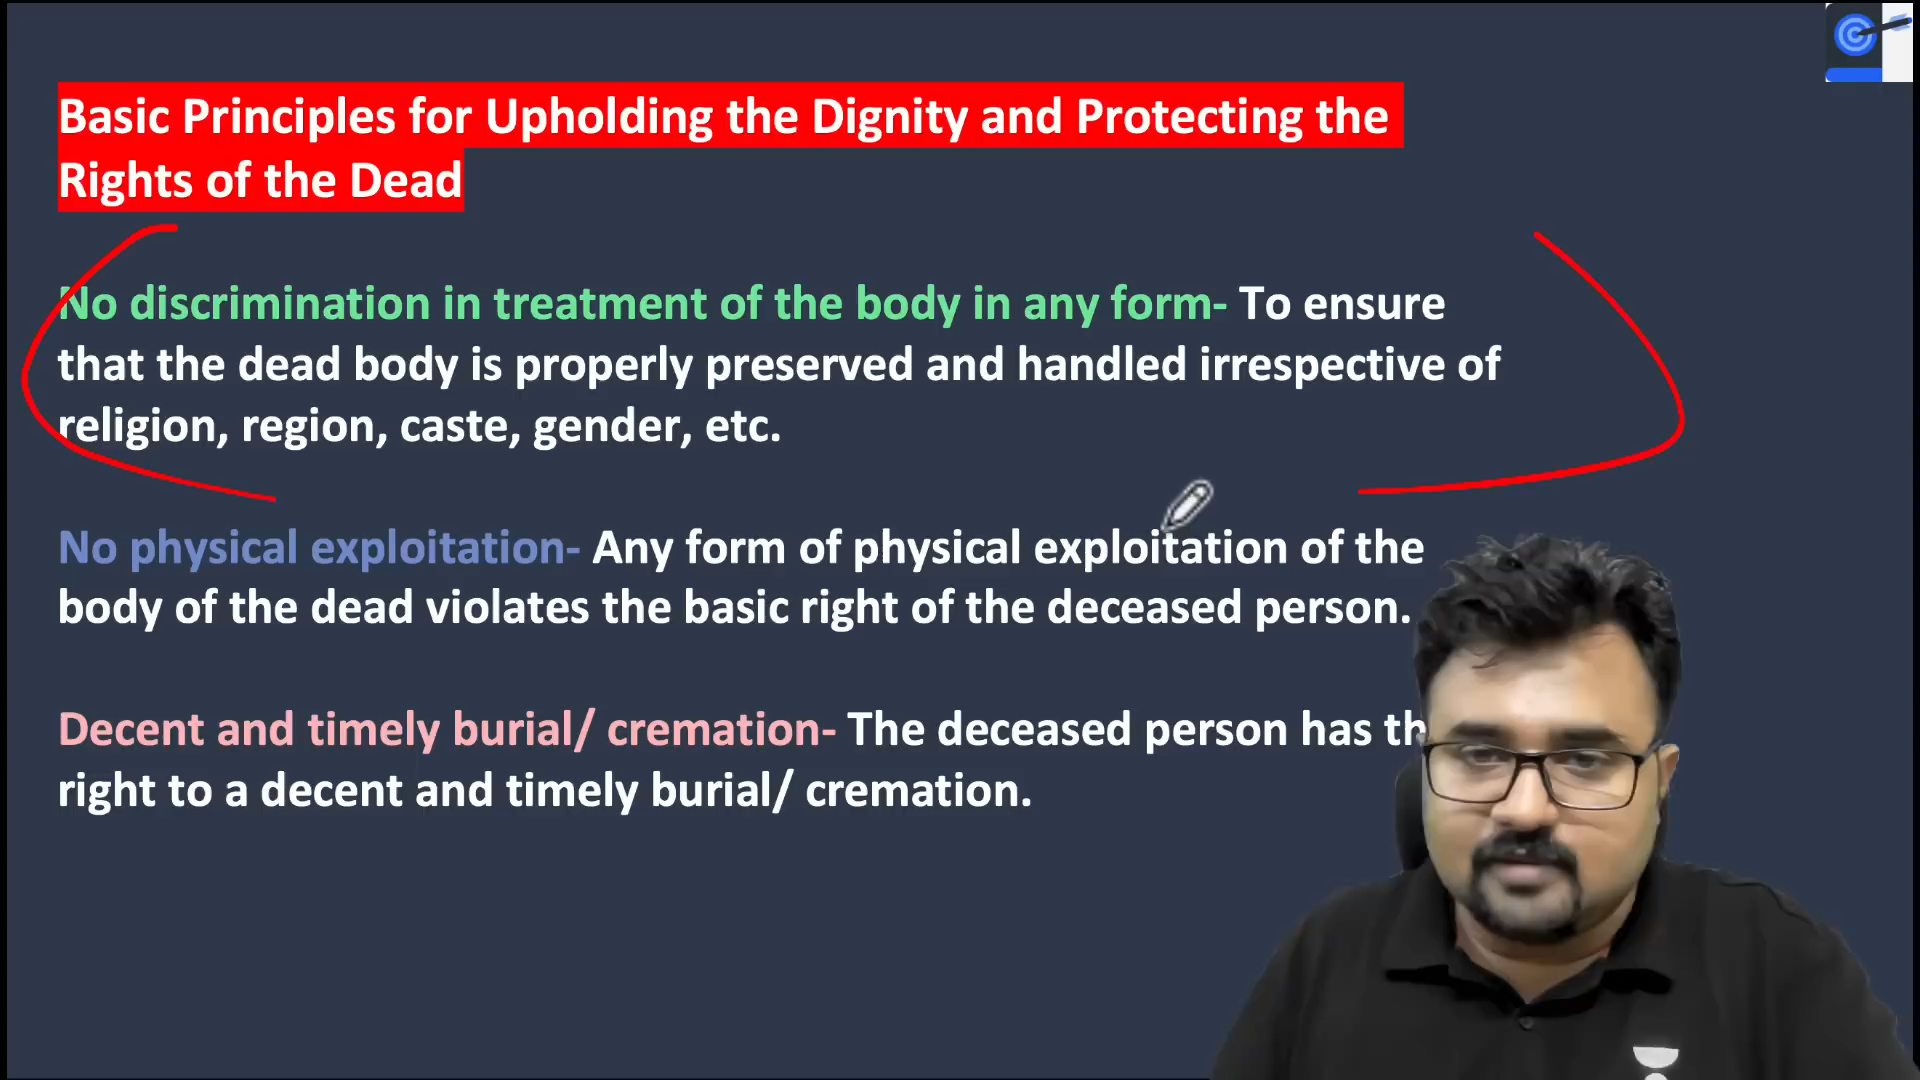 Basic Principles for Upholding the Dignity and Protecting the
Rights of the Dead
No discrimination in treatment of the body in any form- To ensure
that the dead body is properly preserved and handled irrespective of
religion, region, caste, gender, etc.
No physical exploitation- Any form of physical exploitation of the
body of the dead violates the basic right of the deceased person.
Decent and timely burial/ cremation- The deceased person has th
right to a decent and timely burial/ cremation.